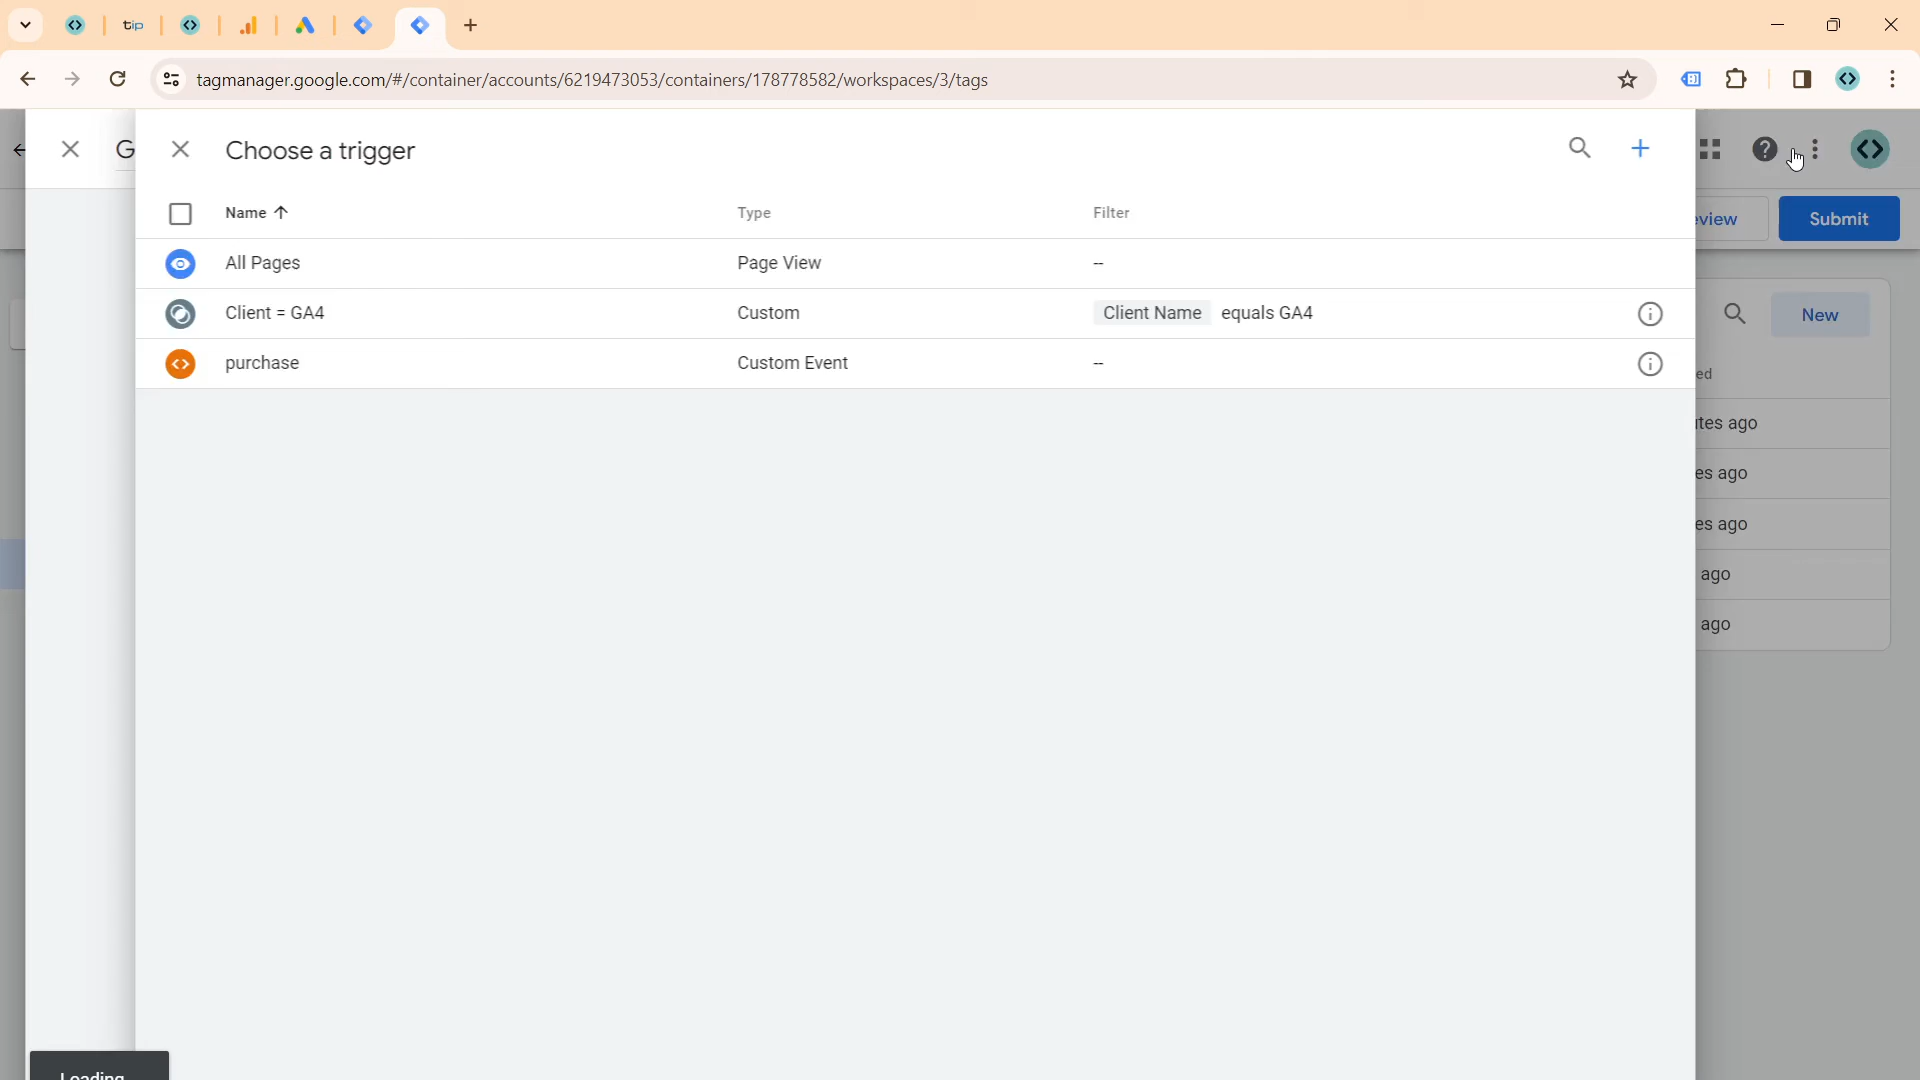 tip
tagmanager.google.com/#/container/accounts/6219473053/containers/178778582/workspaces/3/tags
G
Choose a trigger
Name Type Filter
All Pages Page View --
Client = GA4 Custom Client Name equals GA4
purchase Custom Event --
eview Submit
New
ed
ites ago
es ago
es ago
ago
ago
Loading